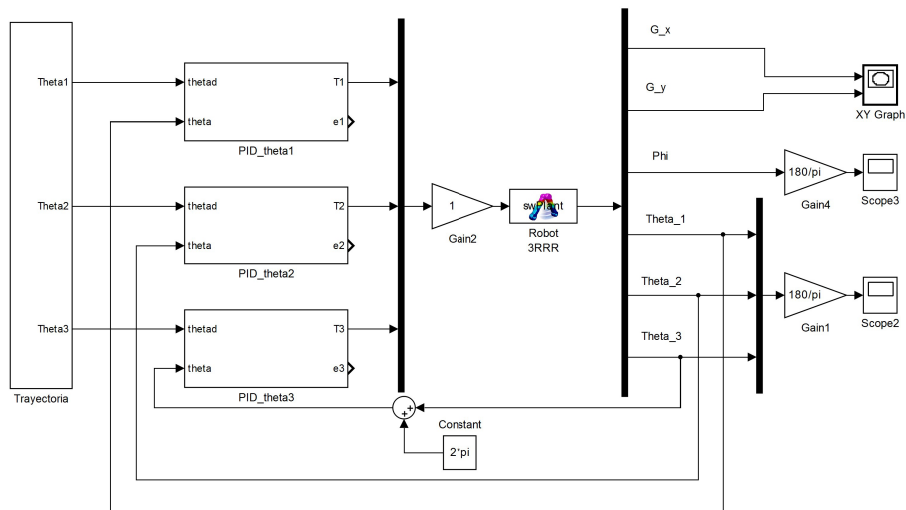 G_x
Theta1
thetad
T1
G_y
theta
e1
XY Graph
PID_theta1
Phi
180/pi
Gain4
Scope3
Theta2
thetad
T2
1
swPlant
Theta_1
theta
e2
Gain2
Robot
3RRR
PID_theta2
Theta_2
180/pi
Gain1
Scope2
Theta3
thetad
T3
Theta_3
theta
e3
Trayectoria
PID_theta3
+
+
Constant
2*pi